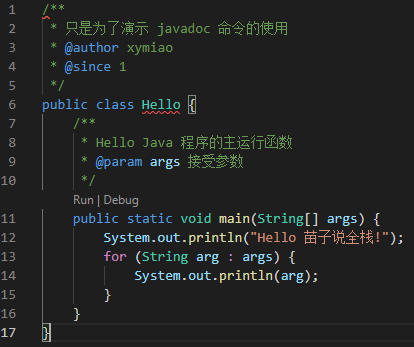 1 /**
2  * 只是为了演示 javadoc 命令的使用
3  * @author xymiao
4  * @since 1
5  */
6 public class Hello {
7     /**
8      * Hello Java 程序的主运行函数
9      * @param args 接受参数
10      */
Run | Debug
11     public static void main(String[] args) {
12         System.out.println("Hello 苗子说全栈!");
13         for (String arg : args) {
14             System.out.println(arg);
15         }
16     }
17 }